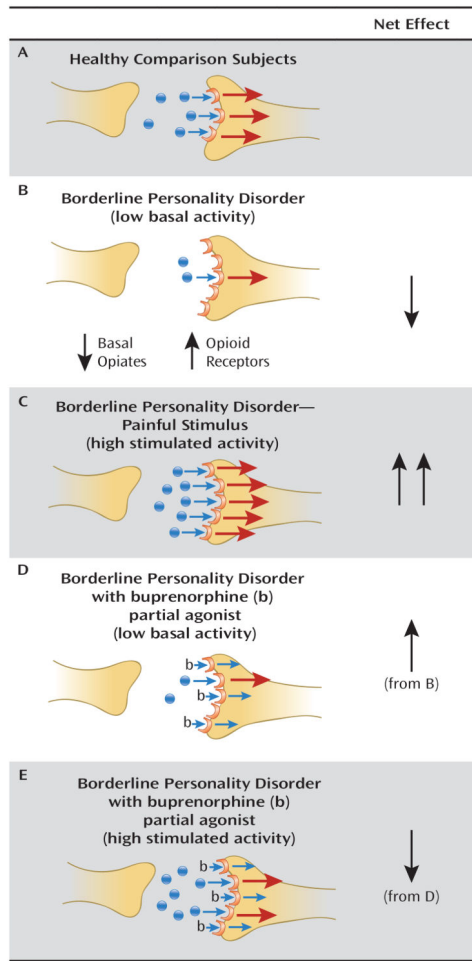 Net Effect
A
Healthy Comparison Subjects
B
Borderline Personality Disorder
(low basal activity)
Basal
Opiates
Opioid
Receptors
C
Borderline Personality Disorder—
Painful Stimulus
(high stimulated activity)
D
Borderline Personality Disorder
with buprenorphine (b)
partial agonist
(low basal activity)
b
b
b
(from B)
E
Borderline Personality Disorder
with buprenorphine (b)
partial agonist
(high stimulated activity)
b
b
b
(from D)